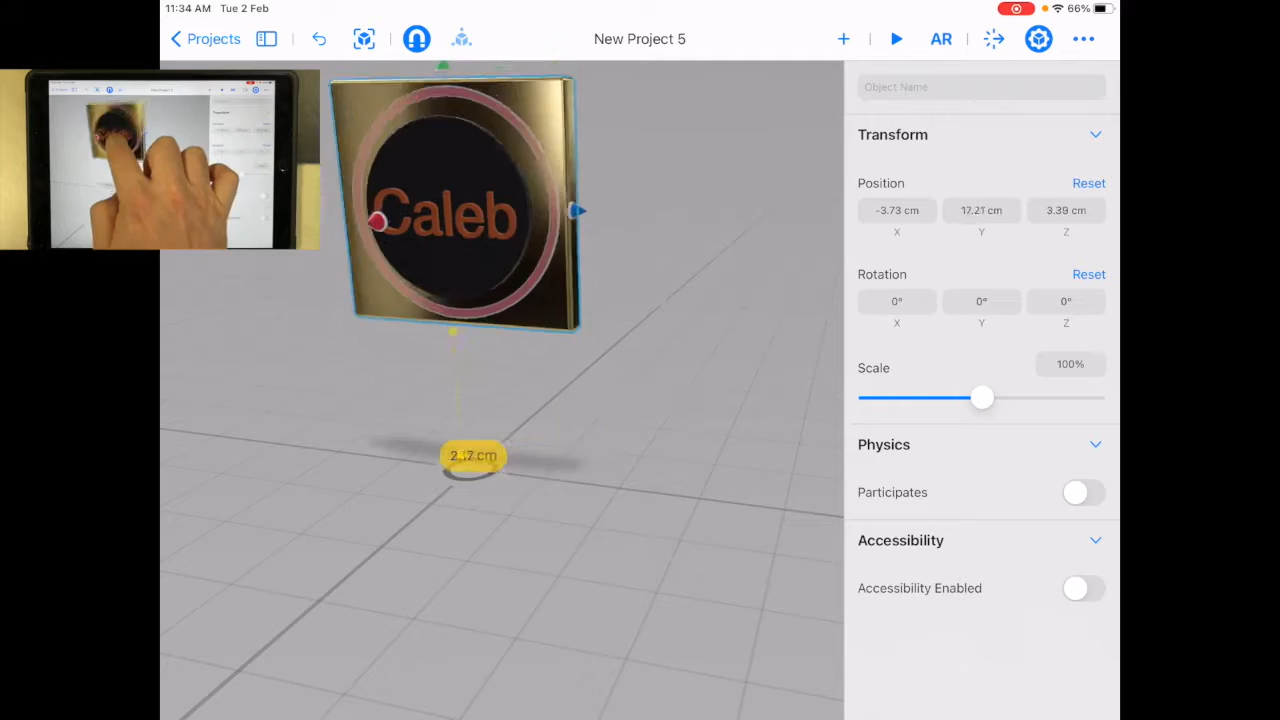 11:34 AM Tue 2 Feb
66%
Projects
New Project 5
AR
Object Name
Transform
Position
Reset
-3.73 cm
17.21 cm
3.39 cm
X
Y
Z
Rotation
Reset
0°
0°
0°
X
Y
Z
Scale
100%
Physics
Participates
Accessibility
Accessibility Enabled
Caleb